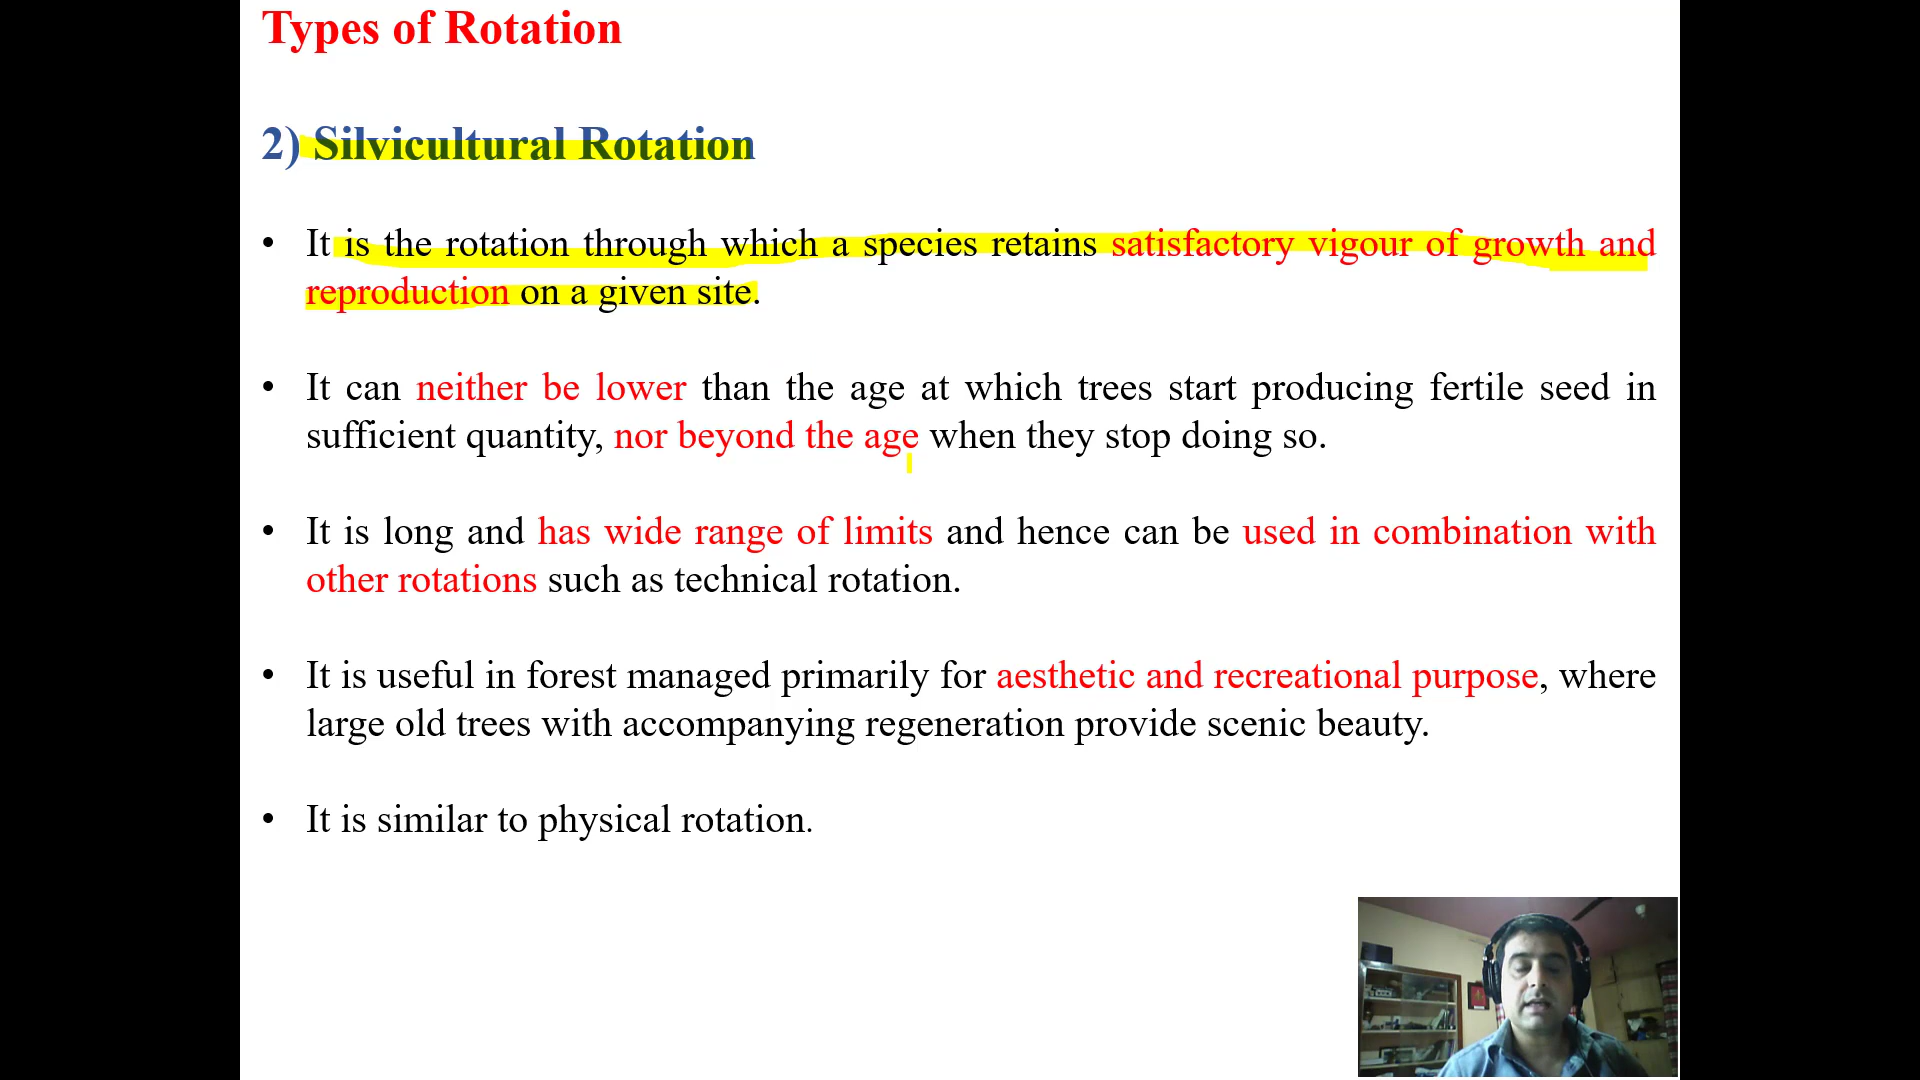 Types of Rotation
2) Silvicultural Rotation
• It is the rotation through which a species retains satisfactory vigour of growth and
reproduction on a given site.
• It can neither be lower than the age at which trees start producing fertile seed in
sufficient quantity, nor beyond the age when they stop doing so.
• It is long and has wide range of limits and hence can be used in combination with
other rotations such as technical rotation.
• It is useful in forest managed primarily for aesthetic and recreational purpose, where
large old trees with accompanying regeneration provide scenic beauty.
• It is similar to physical rotation.